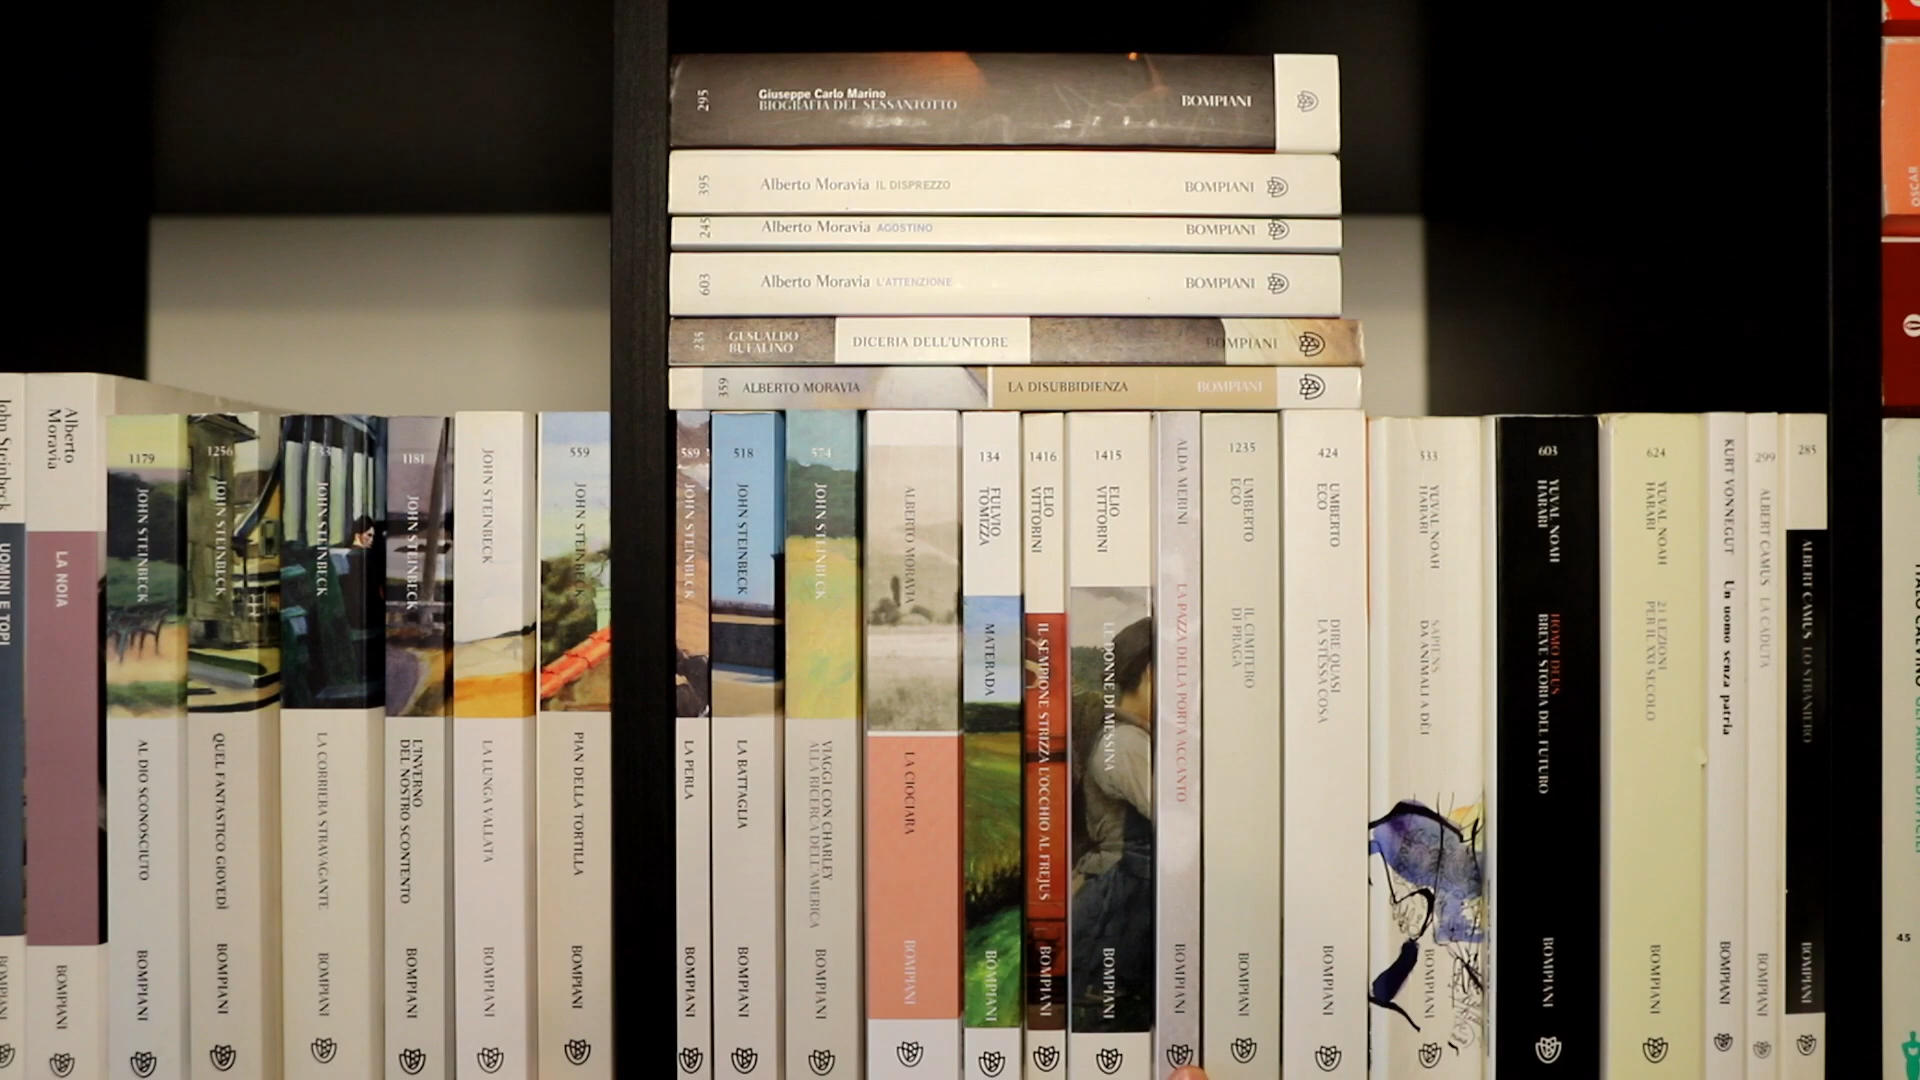 295
Giuseppe Carlo Marino
BIOGRAFIA DEL SESSANTOTTO
BOMPIANI
395
Alberto Moravia IL DISPREZZO
BOMPIANI
245
Alberto Moravia AGOSTINO
BOMPIANI
603
Alberto Moravia L'ATTENZIONE
BOMPIANI
235
GESUALDO
BUFALINO
DICERIA DELL'UNTORE
BOMPIANI
359
ALBERTO MORAVIA
LA DISUBBIDIENZA
BOMPIANI
John Steinbeck
UOMINI E TOPI
BOMPIANI
Alberto
Moravia
LA NOIA
BOMPIANI
1179
JOHN STEINBECK
AL DIO SCONOSCIUTO
BOMPIANI
1256
JOHN STEINBECK
QUEL FANTASTICO GIOVEDÌ
BOMPIANI
733
JOHN STEINBECK
LA CORRIERA STRAVAGANTE
BOMPIANI
1181
JOHN STEINBECK
L'INVERNO
DEL NOSTRO SCONTENTO
BOMPIANI
JOHN STEINBECK
LA LUNGA VALLATA
BOMPIANI
559
JOHN STEINBECK
PIAN DELLA TORTILLA
BOMPIANI
589
JOHN STEINBECK
LA PERLA
BOMPIANI
518
JOHN STEINBECK
LA BATTAGLIA
BOMPIANI
574
JOHN STEINBECK
VIAGGI CON CHARLEY
ALLA RICERCA DELL'AMERICA
BOMPIANI
ALBERTO MORAVIA
LA CIOCIARA
BOMPIANI
134
FULVIO
TOMIZZA
MATERADA
BOMPIANI
1416
ELIO
VITTORINI
IL SEMPIONE STRIZZA L'OCCHIO AL FREJUS
BOMPIANI
1415
ELIO
VITTORINI
LE DONNE DI MESSINA
BOMPIANI
ALDA MERINI
LA PAZZA DELLA PORTA ACCANTO
BOMPIANI
1235
UMBERTO
ECO
IL CIMITERO
DI PRAGA
BOMPIANI
424
UMBERTO
ECO
DIRE QUASI
LA STESSA COSA
BOMPIANI
533
YUVAL NOAH
HARARI
SAPIENS
DA ANIMALI A DÈI
BOMPIANI
603
YUVAL NOAH
HARARI
HOMO DEUS
BREVE STORIA DEL FUTURO
BOMPIANI
624
YUVAL NOAH
HARARI
21 LEZIONI
PER IL XXI SECOLO
BOMPIANI
KURT VONNEGUT Un uomo senza patria
BOMPIANI
299
ALBERT CAMUS LA CADUTA
BOMPIANI
285
ALBERT CAMUS LO STRANIERO
BOMPIANI
OSCAR
45